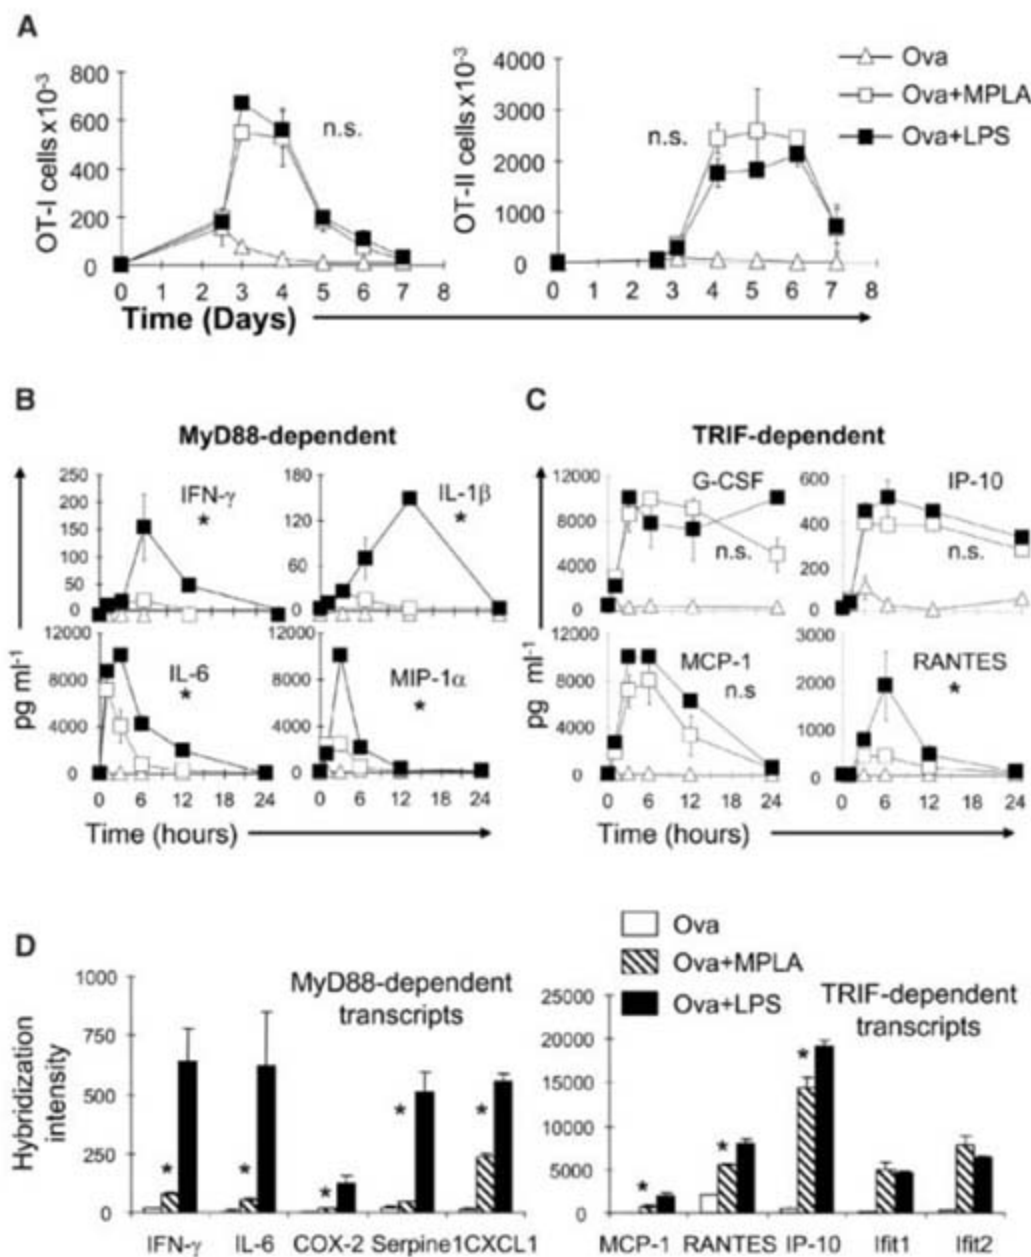 A
800
600
400
200
0
OT-I cells x10-3
n.s.
0 1 2 3 4 5 6 7 8
4000
3000
2000
1000
0
OT-II cells x10-3
n.s.
0 1 2 3 4 5 6 7 8
Ova
Ova+MPLA
Ova+LPS
Time (Days)
B
MyD88-dependent
250
200
150
100
50
0
IFN-γ
*
180
120
60
0
IL-1β
*
12000
8000
4000
0
IL-6
*
12000
8000
4000
0
MIP-1α
*
pg ml-1
0 6 12 18 24
0 6 12 18 24
Time (hours)
C
TRIF-dependent
12000
8000
4000
0
G-CSF
n.s.
600
400
200
0
IP-10
n.s.
12000
8000
4000
0
MCP-1
n.s
3000
2000
1000
0
RANTES
*
pg ml-1
0 6 12 18 24
0 6 12 18 24
Time (hours)
D
1000
750
500
250
0
Hybridization
intensity
MyD88-dependent
transcripts
* * * * *
IFN-γ IL-6 COX-2 Serpine1CXCL1
Ova
Ova+MPLA
Ova+LPS
25000
20000
15000
10000
5000
0
TRIF-dependent
transcripts
* * *
MCP-1 RANTES IP-10 Ifit1 Ifit2